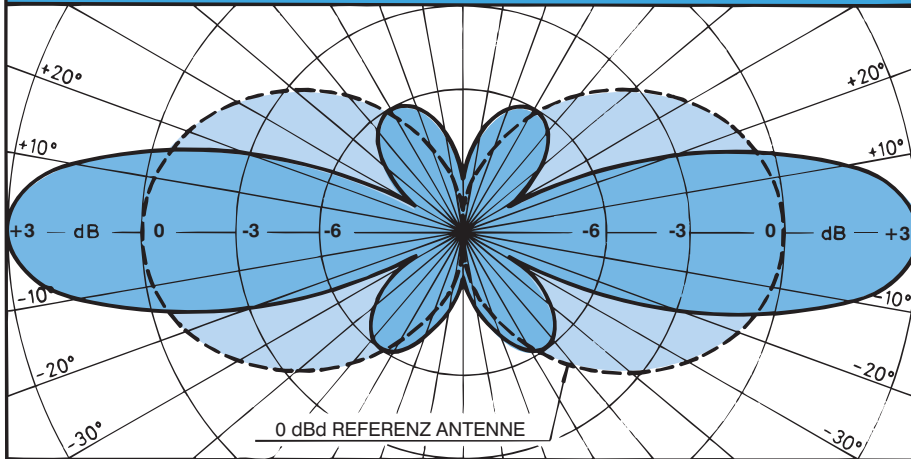 +20° +20°
+10° +10°
+3 dB 0 -3 -6 -6 -3 0 dB +3
-10° -10°
-20° -20°
0 dBd REFERENZ ANTENNE
-30° -30°